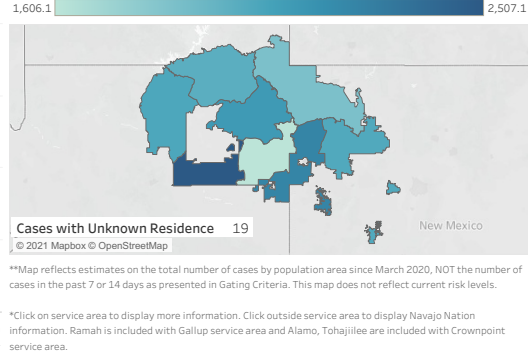 1,606.1 2,507.1
New Mexico
Cases with Unknown Residence 19
© 2021 Mapbox © OpenStreetMap
**Map reflects estimates on the total number of cases by population area since March 2020, NOT the number of
cases in the past 7 or 14 days as presented in Gating Criteria. This map does not reflect current risk levels.
*Click on service area to display more information. Click outside service area to display Navajo Nation
information. Ramah is included with Gallup service area and Alamo, Tohajiilee are included with Crownpoint
service area.